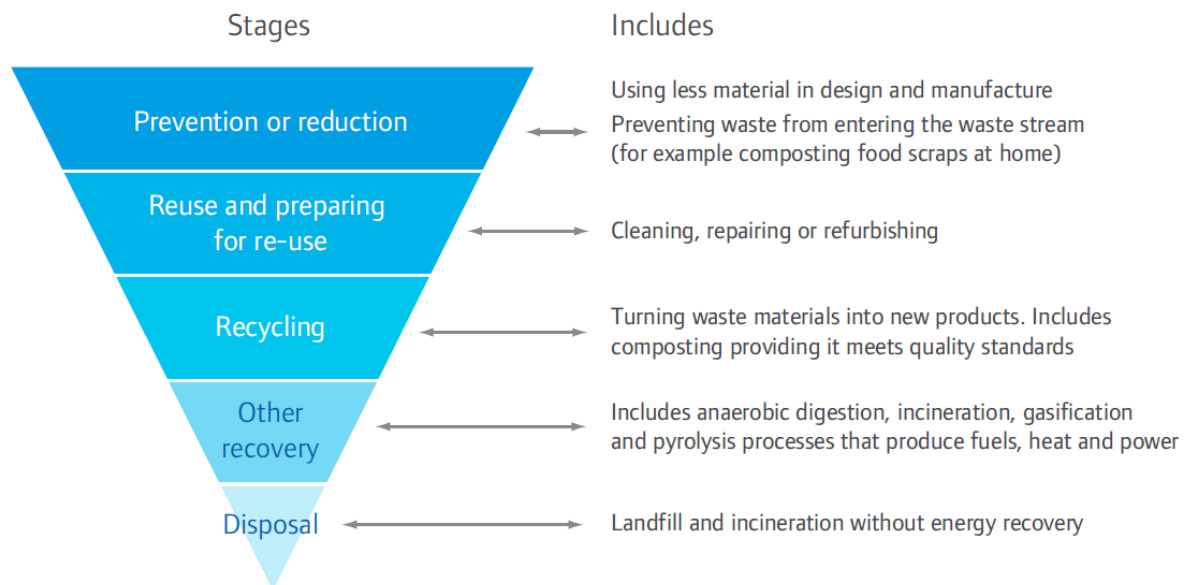 Stages
Includes
Prevention or reduction
Using less material in design and manufacture
Preventing waste from entering the waste stream
(for example composting food scraps at home)
Reuse and preparing
for re-use
Cleaning, repairing or refurbishing
Recycling
Turning waste materials into new products. Includes
composting providing it meets quality standards
Other
recovery
Includes anaerobic digestion, incineration, gasification
and pyrolysis processes that produce fuels, heat and power
Disposal
Landfill and incineration without energy recovery